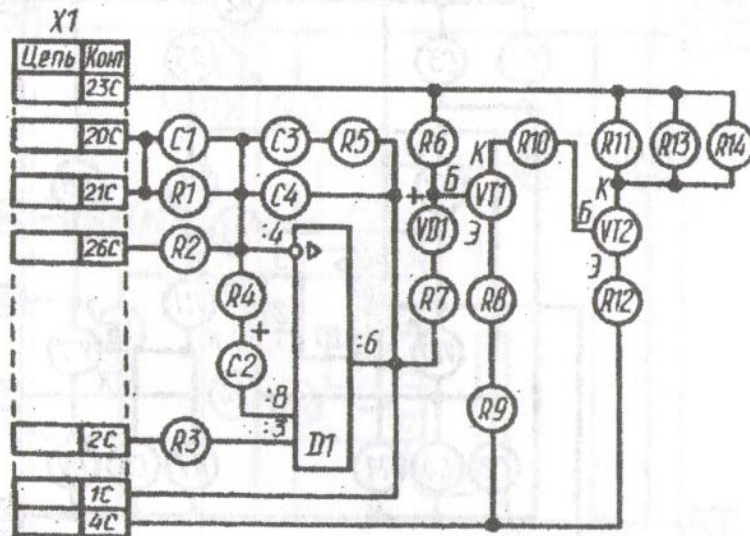 X1
Цепь Конт
23С
20С C1 C3 R5 R6 К R10 R11 R13 R14
21С R1 C4 + Б VT1 К
26С R2 :4 VD1 Э Б VT2
R4 R7 R8 Э R12
+ :6
C2 :8 R9
2С R3 :3 D1
1С
4С